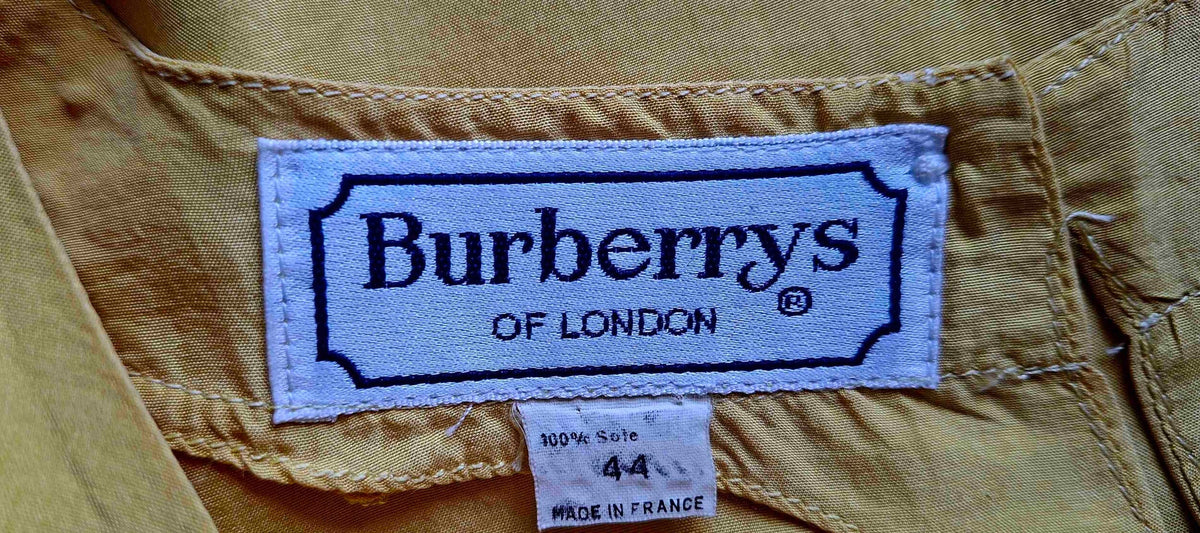 Burberrys®
OF LONDON
100% Soie
44
MADE IN FRANCE